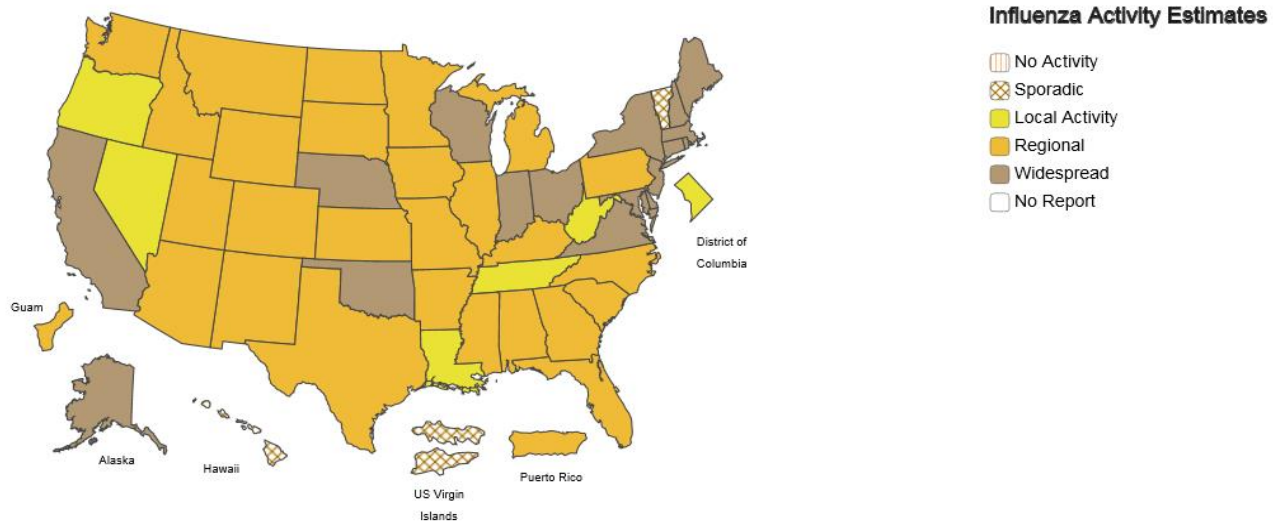 Influenza Activity Estimates
No Activity
Sporadic
Local Activity
Regional
Widespread
No Report
District of
Columbia
Guam
Alaska
Hawaii
US Virgin
Islands
Puerto Rico